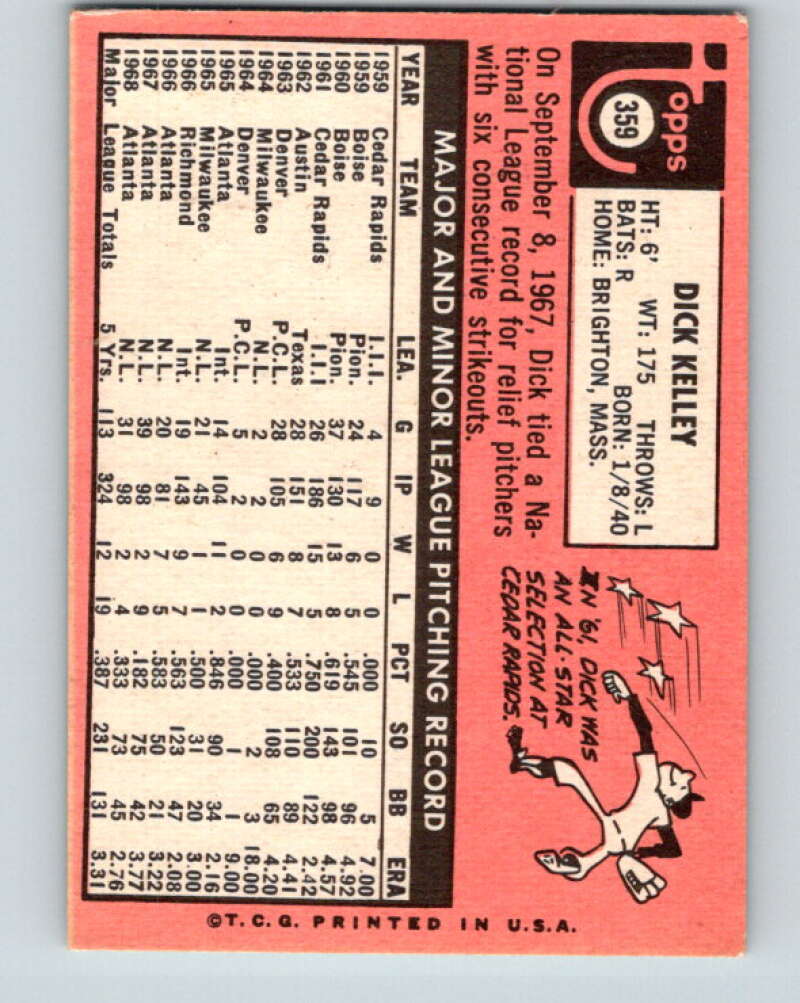 Topps
359
DICK KELLEY
HT: 6' WT: 175 THROWS: L
BATS: R BORN: 1/8/40
HOME: BRIGHTON, MASS.
On September 8, 1967, Dick tied a Na-
tional League record for relief pitchers
with six consecutive strikeouts.
IN '61, DICK WAS
AN ALL-STAR
SELECTION AT
CEDAR RAPIDS.
MAJOR AND MINOR LEAGUE PITCHING RECORD
YEAR TEAM LEA. G IP W L PCT SO BB ERA
1959 Cedar Rapids I.I.I. 4 9 0 0 .000 10 5 7.00
1959 Boise Pion. 24 117 6 5 .545 101 96 4.92
1960 Boise Pion. 37 130 13 8 .619 143 98 4.57
1961 Cedar Rapids I.I.I 26 186 15 5 .750 200 122 2.42
1962 Austin Texas 28 151 8 7 .533 110 89 4.41
1963 Denver P.C.L. 28 105 6 9 .400 108 65 4.20
1964 Milwaukee N.L. 2 2 0 0 .000 2 3 18.00
1964 Denver P.C.L. 5 2 0 0 .000 1 1 9.00
1965 Atlanta Int. 14 104 11 2 .846 90 34 2.16
1965 Milwaukee N.L. 21 45 1 1 .500 31 20 3.00
1966 Richmond Int. 19 143 9 7 .563 123 47 2.08
1966 Atlanta N.L. 20 81 7 5 .583 50 21 3.22
1967 Atlanta N.L. 39 98 2 9 .182 75 42 3.77
1968 Atlanta N.L. 31 98 2 4 .333 73 45 2.76
Major League Totals 5 Yrs. 113 324 12 19 .387 231 131 3.31
©T.C.G. PRINTED IN U.S.A.